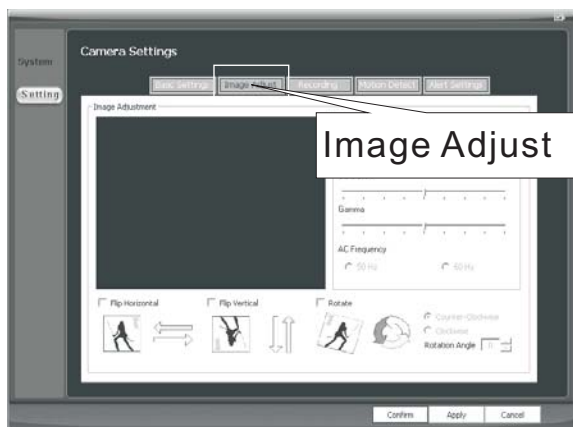 System
Setting
Camera Settings
Basic Settings Image Adjust Recording Motion Detect Alert Settings
Image Adjustment
Image Adjust
Gamma
AC Frequency
50 Hz 60 Hz
Flip Horizontal Flip Vertical Rotate
Counter-Clockwise
Clockwise
Rotation Angle 0
Confirm Apply Cancel